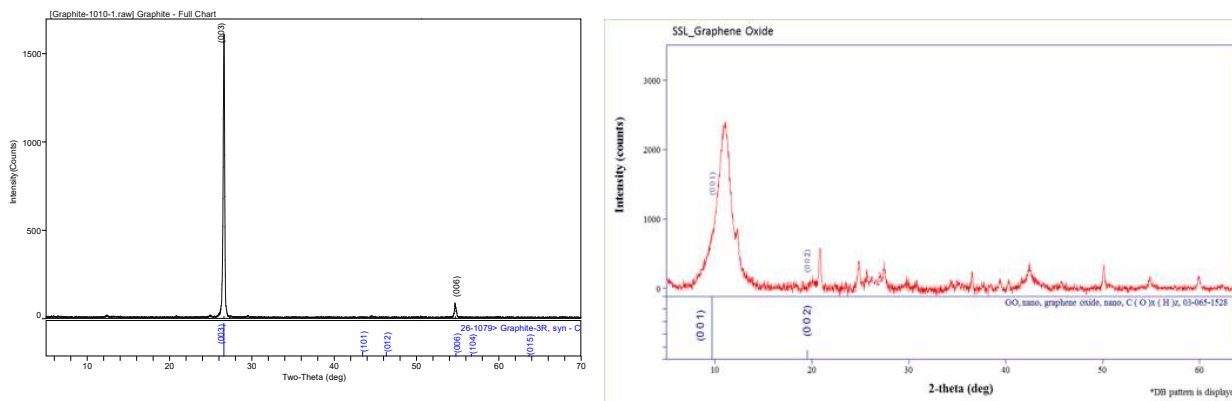 [Graphite-1010-1.raw] Graphite - Full Chart
Intensity(Counts)
1500
1000
500
0
(003)
(006)
26-1079> Graphite-3R, syn - C
(003)
(101)
(012)
(006)
(104)
(015)
10
20
30
40
50
60
70
Two-Theta (deg)
SSL_Graphene Oxide
Intensity (counts)
3000
2000
1000
0
(0 0 1)
(0 0 2)
GO, nano, graphene oxide, nano, C ( O )x ( H )z, 03-065-1528
(0 0 1)
(0 0 2)
10
20
30
40
50
60
2-theta (deg)
*DB pattern is displaye